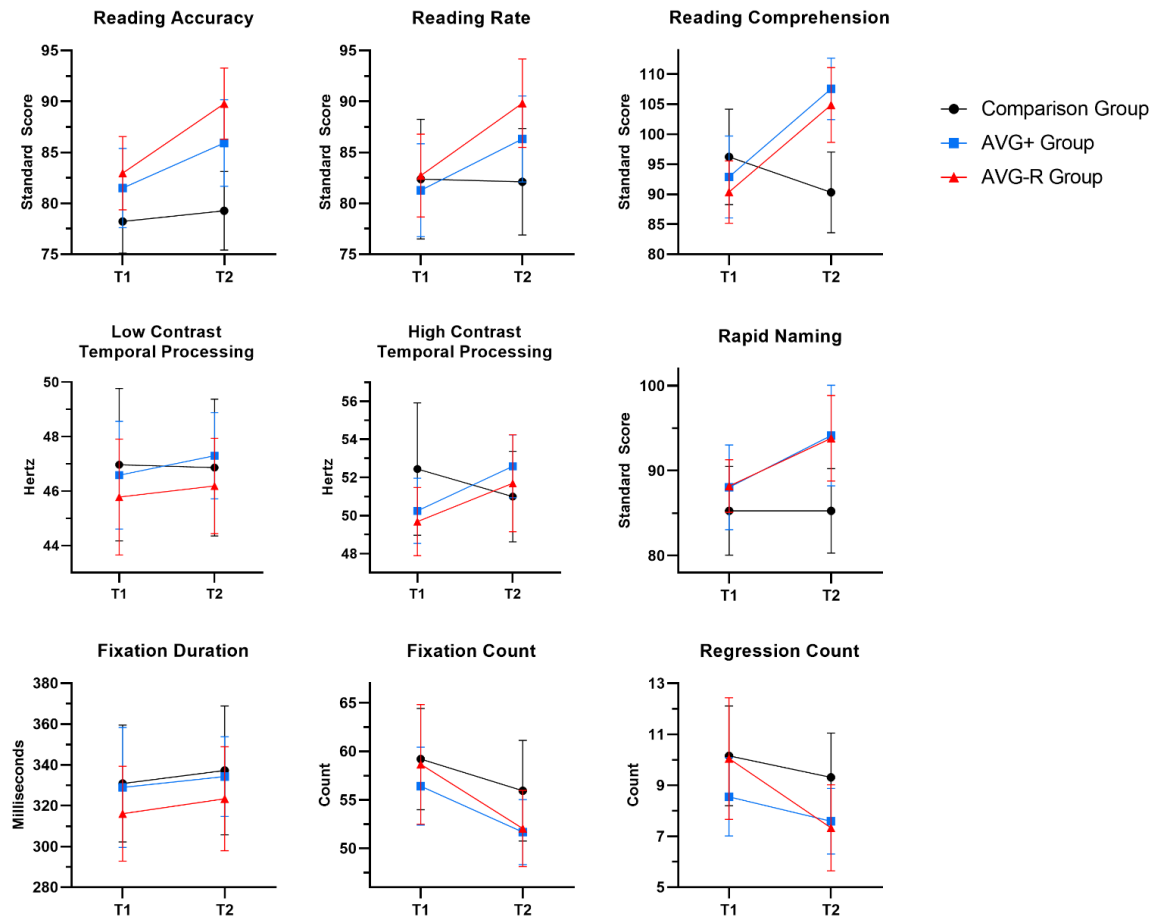 Reading Accuracy
Standard Score
95
90
85
80
75
T1
T2
Reading Rate
Standard Score
95
90
85
80
75
T1
T2
Reading Comprehension
Standard Score
110
105
100
95
90
85
80
T1
T2
Comparison Group
AVG+ Group
AVG-R Group
Low Contrast
Temporal Processing
Hertz
50
48
46
44
T1
T2
High Contrast
Temporal Processing
Hertz
56
54
52
50
48
T1
T2
Rapid Naming
Standard Score
100
90
80
T1
T2
Fixation Duration
Milliseconds
380
360
340
320
300
280
T1
T2
Fixation Count
Count
65
60
55
50
T1
T2
Regression Count
Count
13
11
9
7
5
T1
T2